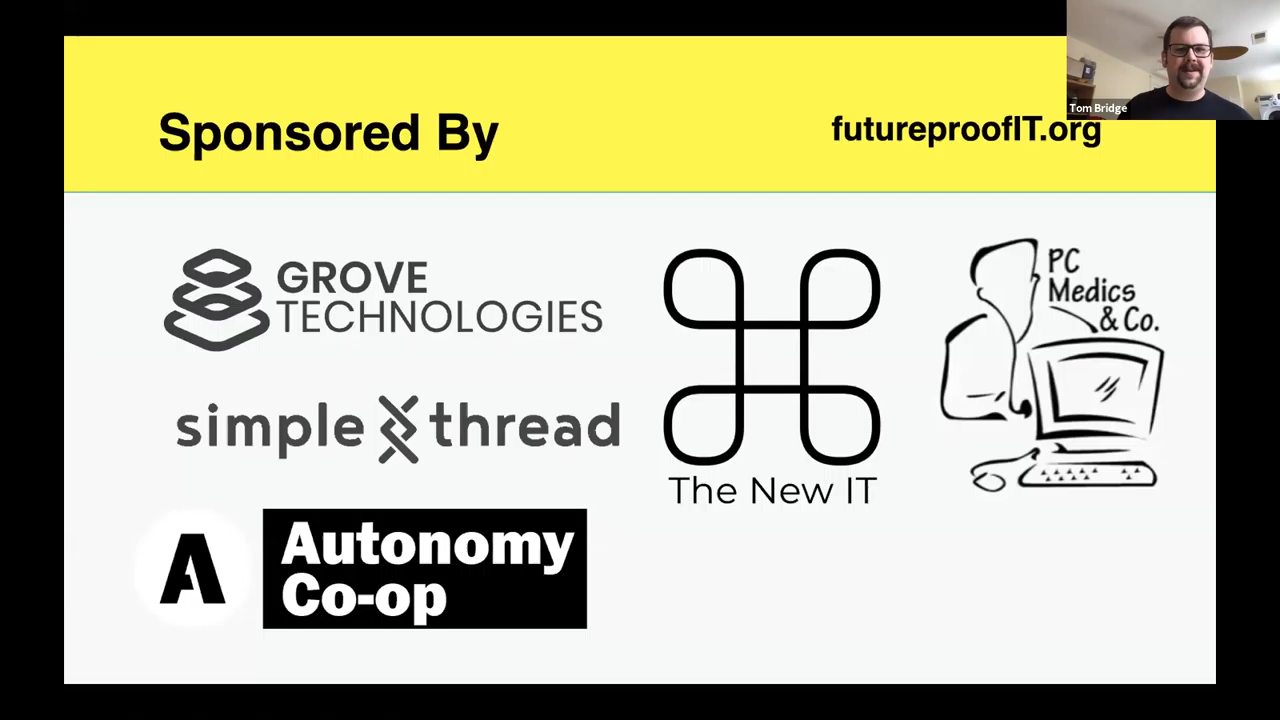 Sponsored By
futureproofIT.org
Tom Bridge
GROVE
TECHNOLOGIES
simple thread
The New IT
PC
Medics
& Co.
A
Autonomy
Co-op